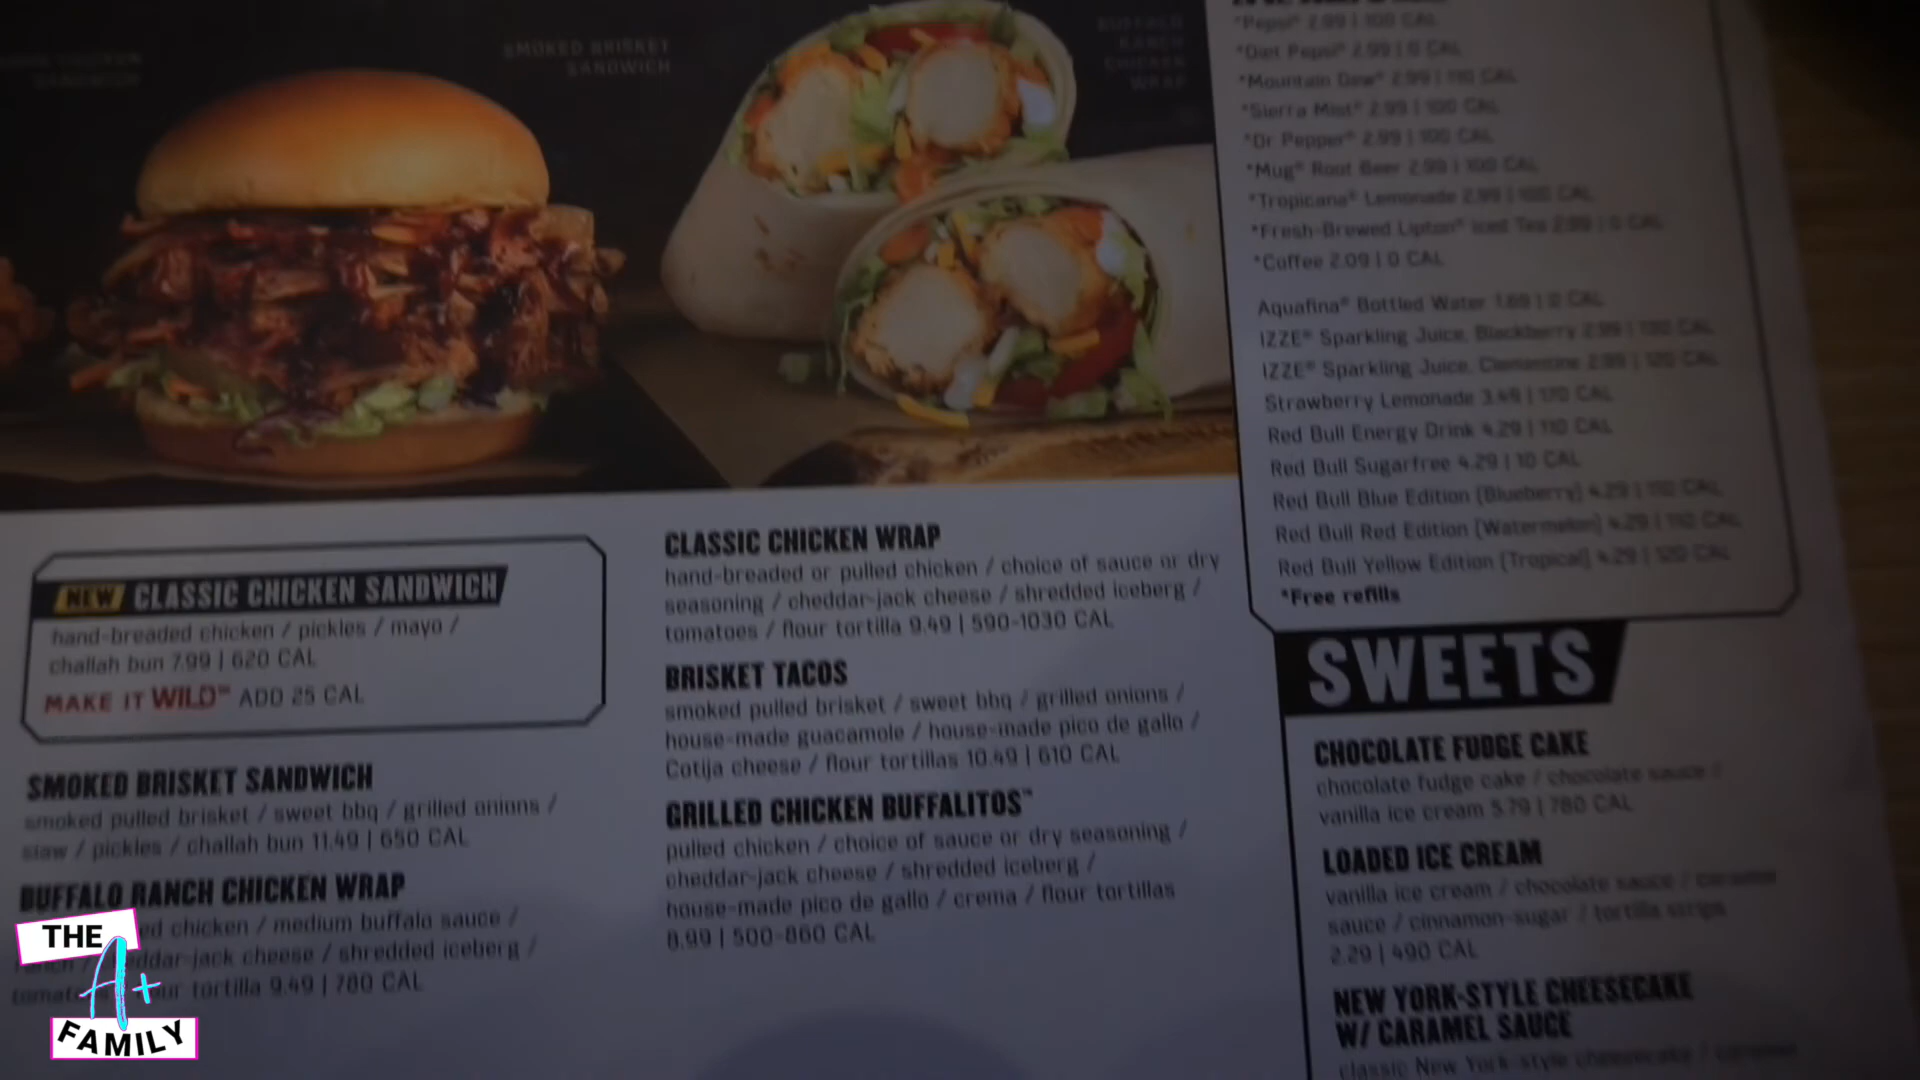 SMOKED BRISKET
SANDWICH
BUFFALO
RANCH
CHICKEN
WRAP
NEW CLASSIC CHICKEN SANDWICH
hand-breaded chicken / pickles / mayo /
challah bun 7.99 | 620 CAL
MAKE IT WILD™ ADD 25 CAL
SMOKED BRISKET SANDWICH
smoked pulled brisket / sweet bbq / grilled onions /
slaw / pickles / challah bun 11.49 | 650 CAL
BUFFALO RANCH CHICKEN WRAP
ed chicken / medium buffalo sauce /
ranch / cheddar-jack cheese / shredded iceberg /
tomat our tortilla 9.49 | 780 CAL
CLASSIC CHICKEN WRAP
hand-breaded or pulled chicken / choice of sauce or dry
seasoning / cheddar-jack cheese / shredded iceberg /
tomatoes / flour tortilla 9.49 | 590-1030 CAL
BRISKET TACOS
smoked pulled brisket / sweet bbq / grilled onions /
house-made guacamole / house-made pico de gallo /
Cotija cheese / flour tortillas 10.49 | 610 CAL
GRILLED CHICKEN BUFFALITOS™
pulled chicken / choice of sauce or dry seasoning /
cheddar-jack cheese / shredded iceberg /
house-made pico de gallo / crema / flour tortillas
8.99 | 500-860 CAL
*Pepsi® 2.99 | 100 CAL
*Diet Pepsi® 2.99 | 0 CAL
*Mountain Dew® 2.99 | 110 CAL
*Sierra Mist® 2.99 | 100 CAL
*Dr Pepper® 2.99 | 100 CAL
*Mug® Root Beer 2.99 | 100 CAL
*Tropicana® Lemonade 2.99 | 100 CAL
*Fresh-Brewed Lipton® Iced Tea 2.99 | 0 CAL
*Coffee 2.09 | 0 CAL
Aquafina® Bottled Water 1.69 | 0 CAL
IZZE® Sparkling Juice, Blackberry 2.99 | 130 CAL
IZZE® Sparkling Juice, Clementine 2.99 | 120 CAL
Strawberry Lemonade 3.49 | 170 CAL
Red Bull Energy Drink 4.29 | 110 CAL
Red Bull Sugarfree 4.29 | 10 CAL
Red Bull Blue Edition (Blueberry) 4.29 | 110 CAL
Red Bull Red Edition (Watermelon) 4.29 | 110 CAL
Red Bull Yellow Edition (Tropical) 4.29 | 120 CAL
*Free refills
SWEETS
CHOCOLATE FUDGE CAKE
chocolate fudge cake / chocolate sauce /
vanilla ice cream 5.79 | 780 CAL
LOADED ICE CREAM
vanilla ice cream / chocolate sauce / caramel
sauce / cinnamon-sugar / tortilla strips
2.29 | 490 CAL
NEW YORK-STYLE CHEESECAKE
W/ CARAMEL SAUCE
classic New York-style cheesecake / caramel
THE
A+
FAMILY